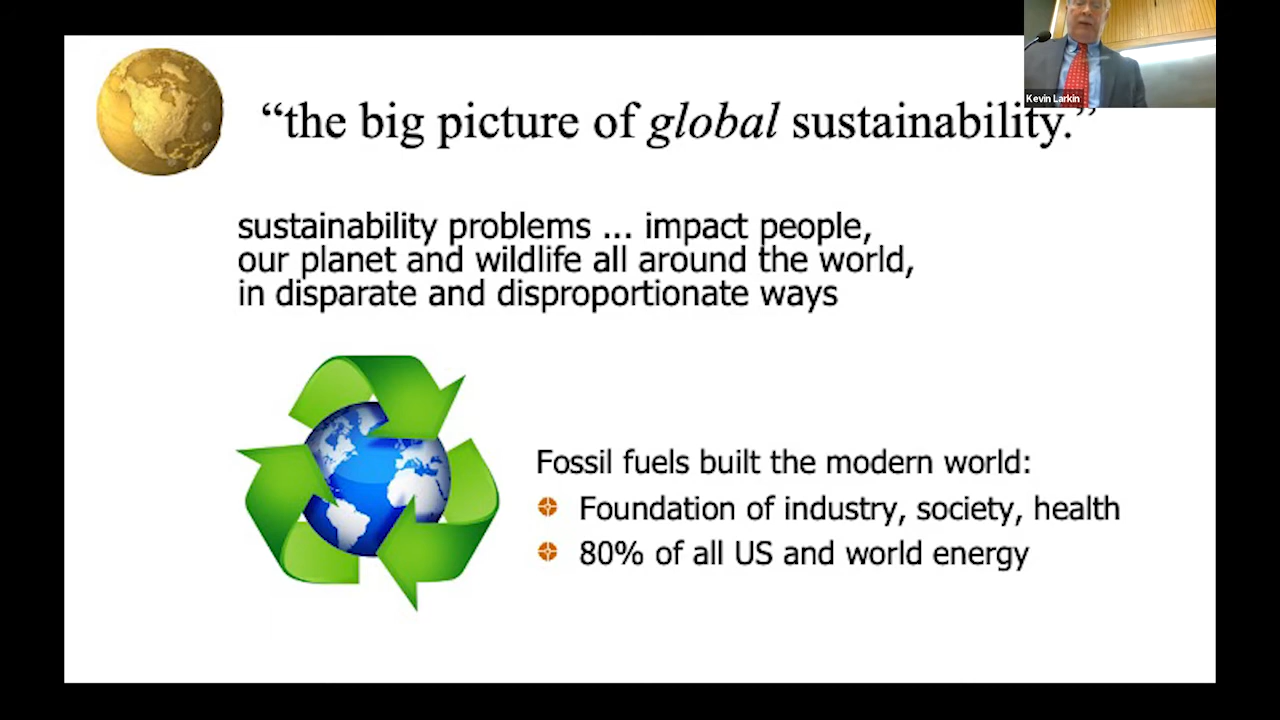 Kevin Larkin
“the big picture of global sustainability.”
sustainability problems ... impact people,
our planet and wildlife all around the world,
in disparate and disproportionate ways
Fossil fuels built the modern world:
Foundation of industry, society, health
80% of all US and world energy